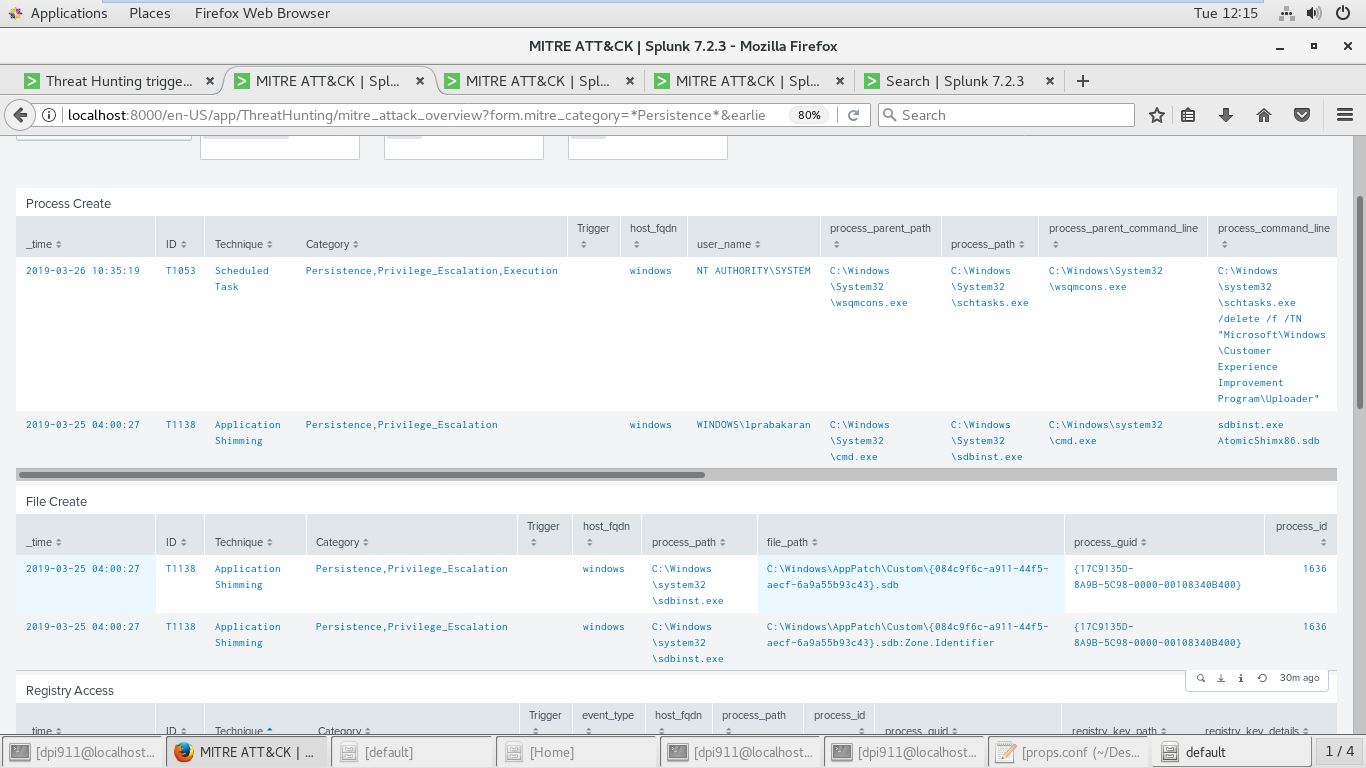 Applications Places Firefox Web Browser Tue 12:15
MITRE ATT&CK | Splunk 7.2.3 - Mozilla Firefox
Threat Hunting trigge... × MITRE ATT&CK | Spl... × MITRE ATT&CK | Spl... × MITRE ATT&CK | Spl... × Search | Splunk 7.2.3 ×
localhost:8000/en-US/app/ThreatHunting/mitre_attack_overview?form.mitre_category=*Persistence*&earlie 80% Search
Process Create
Trigger host_fqdn process_parent_path process_parent_command_line process_command_line
_time ID Technique Category user_name process_path
2019-03-26 10:35:19 T1053 Scheduled Persistence,Privilege_Escalation,Execution windows NT AUTHORITY\SYSTEM C:\Windows C:\Windows C:\Windows\System32 C:\Windows
Task \System32 \System32 \wsqmcons.exe \system32
\wsqmcons.exe \schtasks.exe \schtasks.exe
/delete /f /TN
"Microsoft\Windows
\Customer
Experience
Improvement
Program\Uploader"
2019-03-25 04:00:27 T1138 Application Persistence,Privilege_Escalation windows WINDOWS\lprabakaran C:\Windows C:\Windows C:\Windows\system32 sdbinst.exe
Shimming \System32 \System32 \cmd.exe AtomicShimx86.sdb
\cmd.exe \sdbinst.exe
File Create
Trigger host_fqdn process_id
_time ID Technique Category process_path file_path process_guid
2019-03-25 04:00:27 T1138 Application Persistence,Privilege_Escalation windows C:\Windows C:\Windows\AppPatch\Custom\{084c9f6c-a911-44f5- {17C9135D- 1636
Shimming \system32 aecf-6a9a55b93c43}.sdb 8A9B-5C98-0000-00108340B400}
\sdbinst.exe
2019-03-25 04:00:27 T1138 Application Persistence,Privilege_Escalation windows C:\Windows C:\Windows\AppPatch\Custom\{084c9f6c-a911-44f5- {17C9135D- 1636
Shimming \system32 aecf-6a9a55b93c43}.sdb:Zone.Identifier 8A9B-5C98-0000-00108340B400}
\sdbinst.exe
30m ago
Registry Access
Trigger event_type host_fqdn process_path process_id
_time ID Technique Category process_guid registry_key_path registry_key_details
[dpi911@localhost... MITRE ATT&CK | ... [default] [Home] [dpi911@localhost... [dpi911@localhost... [props.conf (~/Des... default 1 / 4